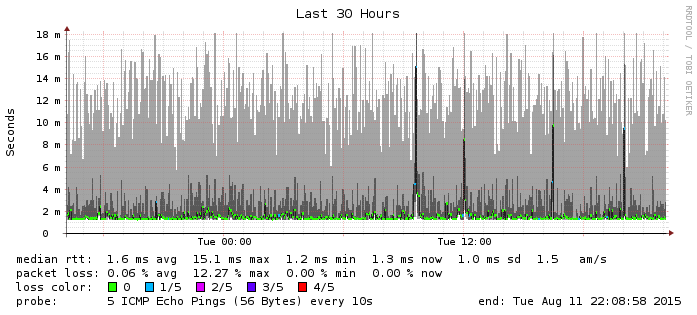 Last 30 Hours
RRDTOOL / TOBI OETIKER
Seconds
18 m
16 m
14 m
12 m
10 m
8 m
6 m
4 m
2 m
0
Tue 00:00 Tue 12:00
median rtt: 1.6 ms avg 15.1 ms max 1.2 ms min 1.3 ms now 1.0 ms sd 1.5 am/s
packet loss: 0.06 % avg 12.27 % max 0.00 % min 0.00 % now
loss color: 0 1/5 2/5 3/5 4/5
probe: 5 ICMP Echo Pings (56 Bytes) every 10s end: Tue Aug 11 22:08:58 2015